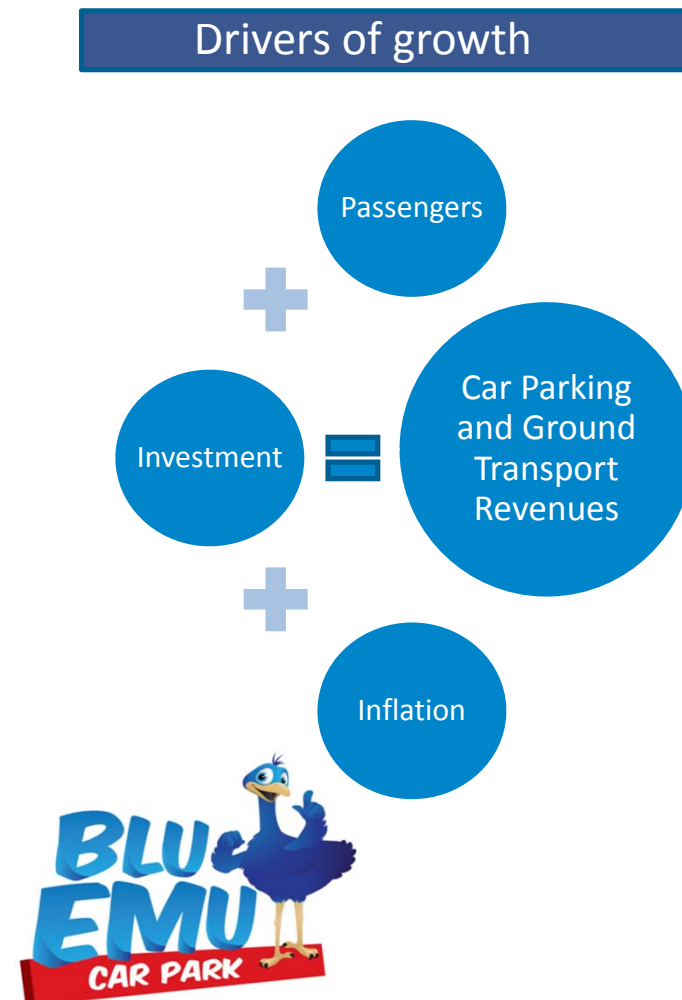 Drivers of growth
Passengers
Investment
Car Parking
and Ground
Transport
Revenues
Inflation
BLU
EMU
CAR PARK